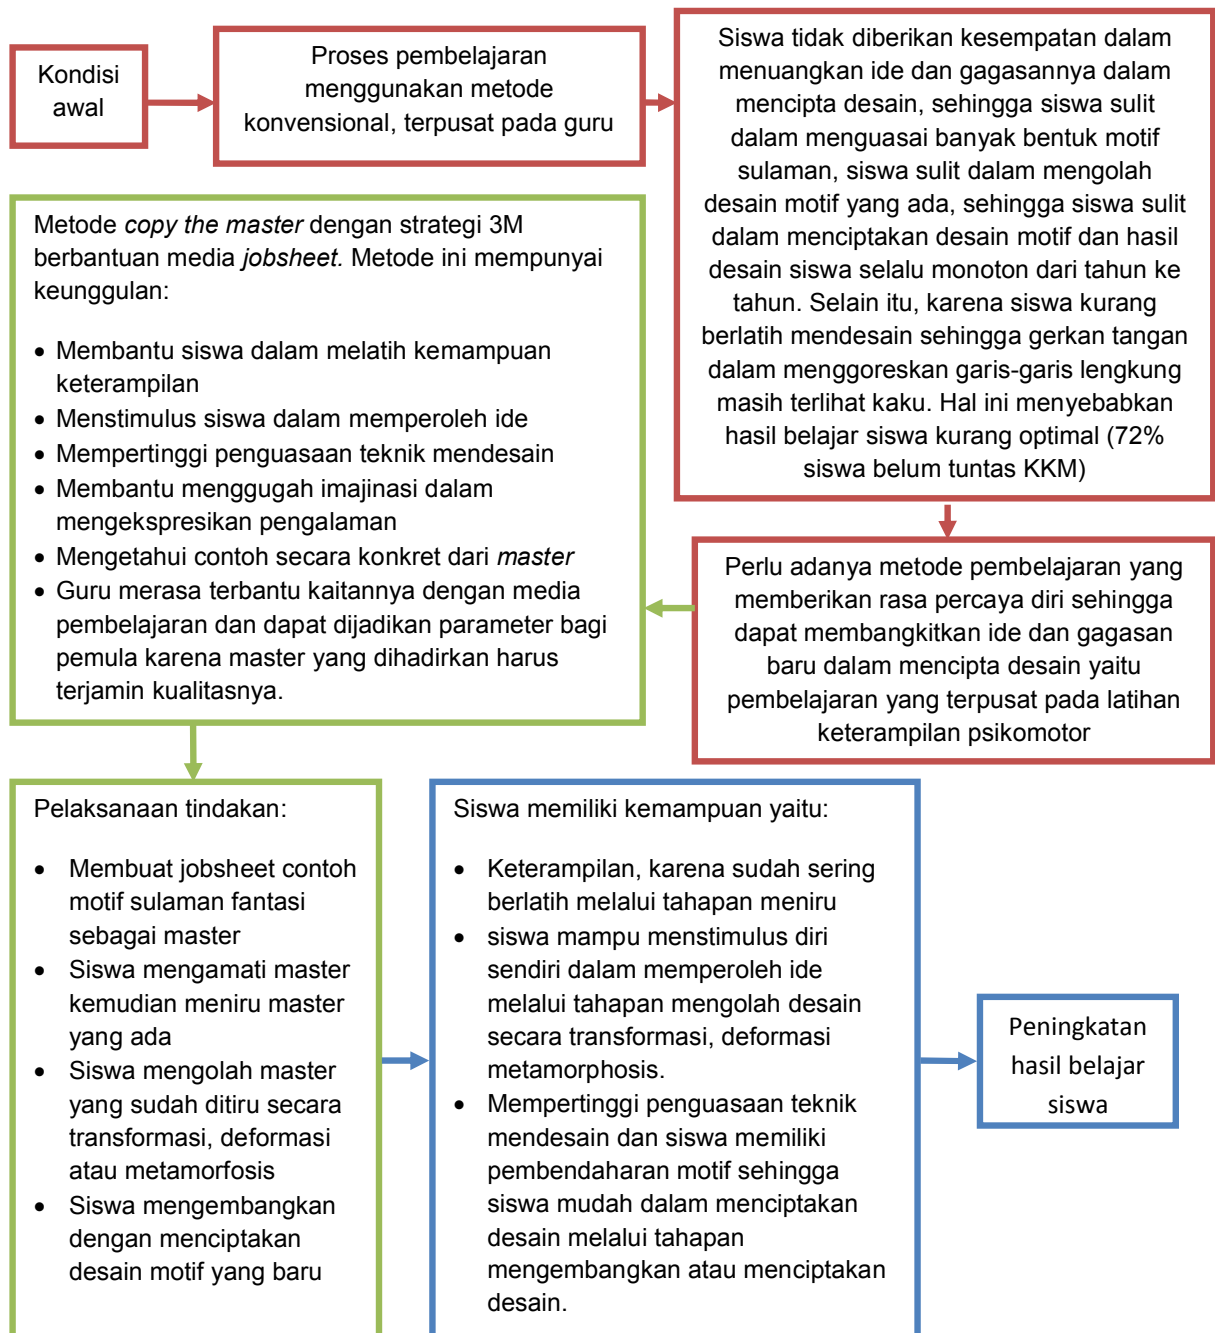 Kondisi
awal
Proses pembelajaran
menggunakan metode
konvensional, terpusat pada guru
Siswa tidak diberikan kesempatan dalam
menuangkan ide dan gagasannya dalam
mencipta desain, sehingga siswa sulit
dalam menguasai banyak bentuk motif
sulaman, siswa sulit dalam mengolah
desain motif yang ada, sehingga siswa sulit
dalam menciptakan desain motif dan hasil
desain siswa selalu monoton dari tahun ke
tahun. Selain itu, karena siswa kurang
berlatih mendesain sehingga gerkan tangan
dalam menggoreskan garis-garis lengkung
masih terlihat kaku. Hal ini menyebabkan
hasil belajar siswa kurang optimal (72%
siswa belum tuntas KKM)
Perlu adanya metode pembelajaran yang
memberikan rasa percaya diri sehingga
dapat membangkitkan ide dan gagasan
baru dalam mencipta desain yaitu
pembelajaran yang terpusat pada latihan
keterampilan psikomotor
Metode copy the master dengan strategi 3M
berbantuan media jobsheet. Metode ini mempunyai
keunggulan:
• Membantu siswa dalam melatih kemampuan
keterampilan
• Menstimulus siswa dalam memperoleh ide
• Mempertinggi penguasaan teknik mendesain
• Membantu menggugah imajinasi dalam
mengekspresikan pengalaman
• Mengetahui contoh secara konkret dari master
• Guru merasa terbantu kaitannya dengan media
pembelajaran dan dapat dijadikan parameter bagi
pemula karena master yang dihadirkan harus
terjamin kualitasnya.
Pelaksanaan tindakan:
• Membuat jobsheet contoh
motif sulaman fantasi
sebagai master
• Siswa mengamati master
kemudian meniru master
yang ada
• Siswa mengolah master
yang sudah ditiru secara
transformasi, deformasi
atau metamorfosis
• Siswa mengembangkan
dengan menciptakan
desain motif yang baru
Siswa memiliki kemampuan yaitu:
• Keterampilan, karena sudah sering
berlatih melalui tahapan meniru
• siswa mampu menstimulus diri
sendiri dalam memperoleh ide
melalui tahapan mengolah desain
secara transformasi, deformasi
metamorphosis.
• Mempertinggi penguasaan teknik
mendesain dan siswa memiliki
pembendaharan motif sehingga
siswa mudah dalam menciptakan
desain melalui tahapan
mengembangkan atau menciptakan
desain.
Peningkatan
hasil belajar
siswa